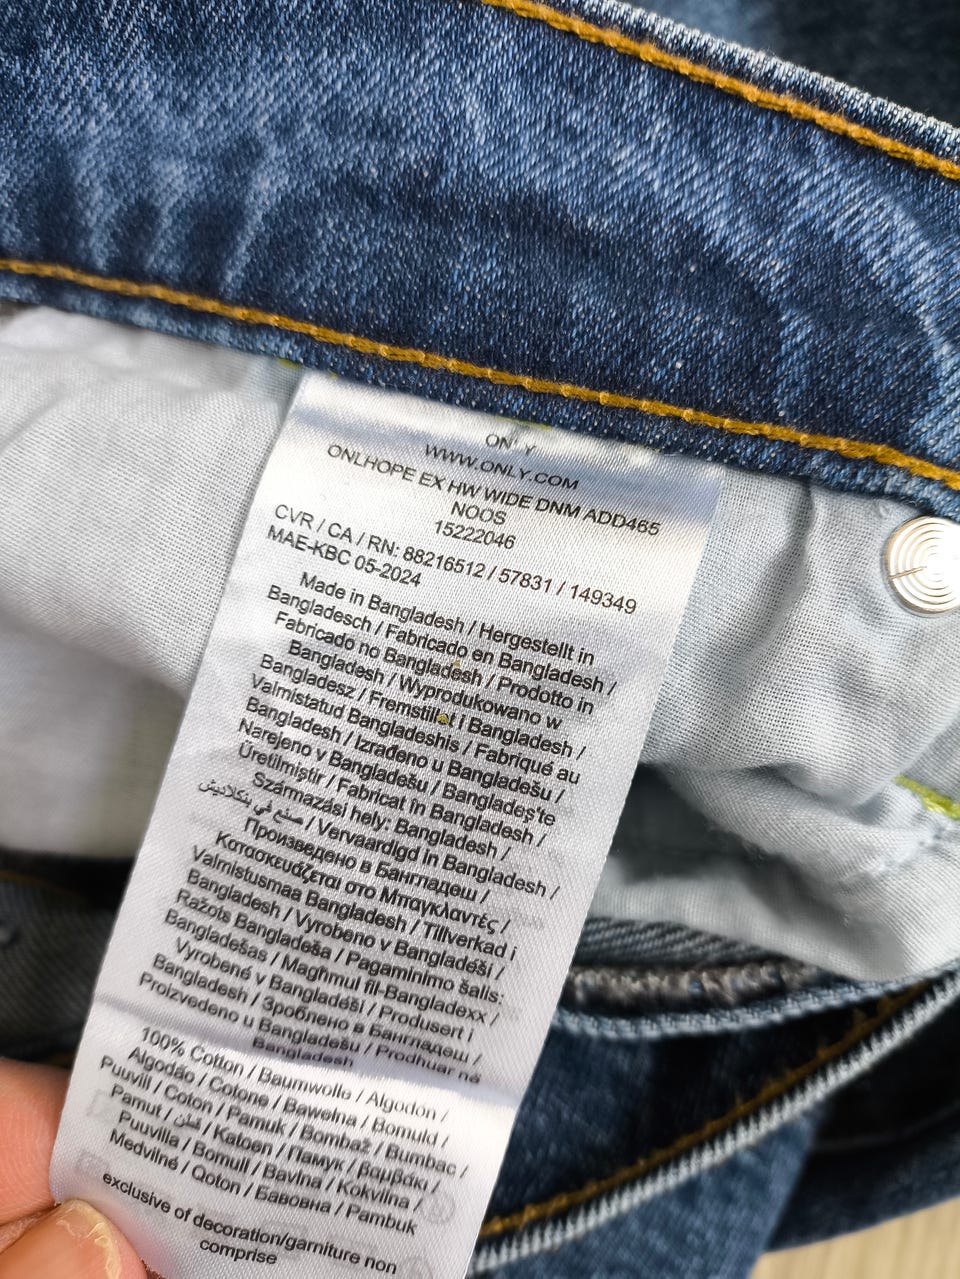 ONLY
WWW.ONLY.COM
ONLHOPE EX HW WIDE DNM ADD465
NOOS
15222046
CVR / CA / RN: 88216512 / 57831 / 149349
MAE-KBC 05-2024
Made in Bangladesh / Hergestellt in
Bangladesch / Fabricado en Bangladesh /
Fabricado no Bangladesh / Prodotto in
Bangladesh / Wyprodukowano w
Bangladesz / Fremstillet i Bangladesh /
Valmistatud Bangladeshis / Fabriqué au
Bangladesh / Izrađeno u Bangladešu /
Narejeno v Bangladešu / Bangladeş'te
Üretilmiştir / Fabricat în Bangladesh /
Származási hely: Bangladesh /
صنع في بنكلاديش / Vervaardigd in Bangladesh /
Произведено в Бангладеш /
Κατασκευάζεται στο Μπαγκλαντές /
Valmistusmaa Bangladesh / Tillverkad i
Bangladesh / Vyrobeno v Bangladéši /
Ražots Bangladeša / Pagaminimo šalis:
Bangladešas / Magħmul fil-Bangladexx /
Vyrobené v Bangladéši / Produsert i
Bangladesh / Зроблено в Бангладеш /
Proizvedeno u Bangladešu / Prodhuar në
Bangladesh
100% Cotton / Baumwolle / Algodón /
Algodão / Cotone / Bawełna / Bomuld /
Puuvill / Coton / Pamuk / Bombaž / Bumbac /
Pamut / قطن / Katoen / Памук / βαμβάκι /
Puuvilla / Bomull / Bavlna / Kokvilna /
Medvilnė / Qoton / Бавовна / Pambuk
exclusive of decoration/garniture non
comprise